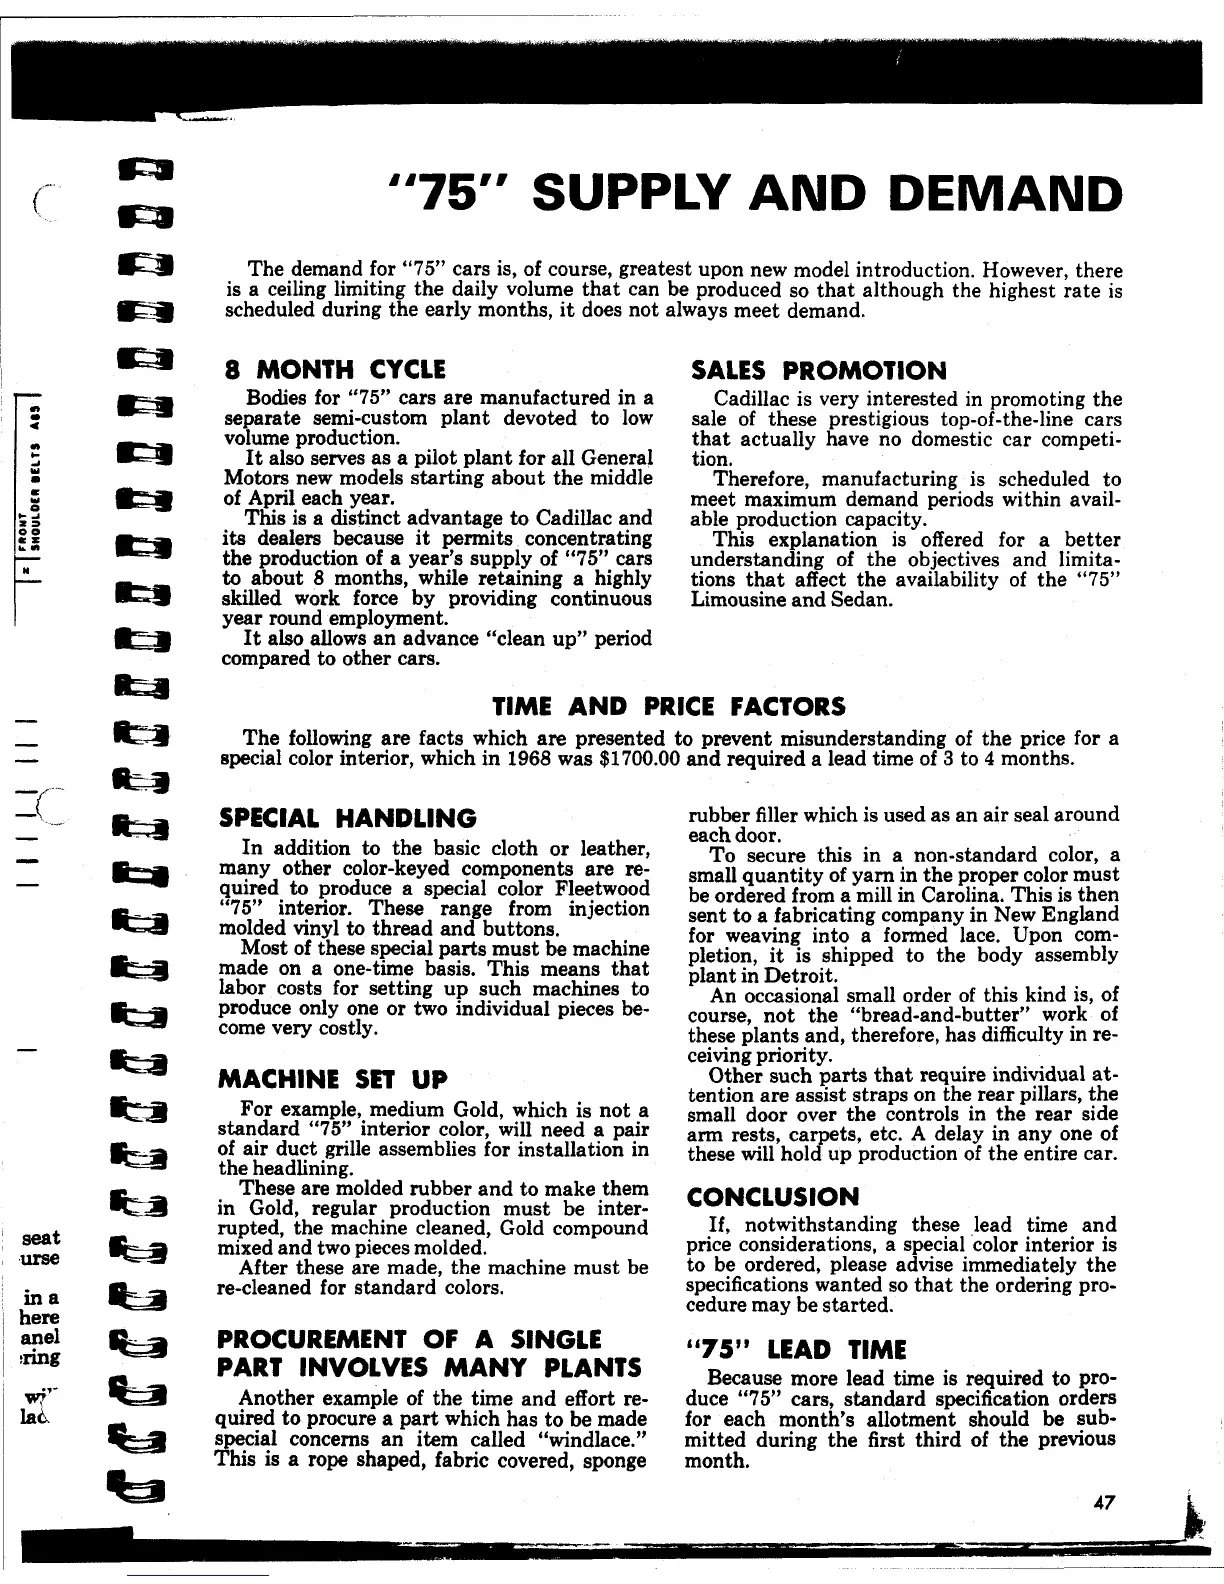 "75" SUPPLY AND DEMAND
The demand for "75" cars is, of course, greatest upon new model introduction. However, there
is a ceiling limiting the daily volume that can be produced so that although the highest rate is
scheduled during the early months, it does not always meet demand.
8 MONTH CYCLE
Bodies for "75" cars are manufactured in a
separate semi-custom plant devoted to low
volume production.
It also serves as a pilot plant for all General
Motors new models starting about the middle
of April each year.
This is a distinct advantage to Cadillac and
its dealers because it permits concentrating
the production of a year's supply of "75" cars
to about 8 months, while retaining a highly
skilled work force by providing continuous
year round employment.
It also allows an advance "clean up" period
compared to other cars.
SALES PROMOTION
Cadillac is very interested in promoting the
sale of these prestigious top-of-the-line cars
that actually have no domestic car competi-
tion.
Therefore, manufacturing is scheduled to
meet maximum demand periods within avail-
able production capacity.
This explanation is offered for a better
understanding of the objectives and limita-
tions that affect the availability of the "75"
Limousine and Sedan.
TIME AND PRICE FACTORS
The following are facts which are presented to prevent misunderstanding of the price for a
special color interior, which in 1968 was $1700.00 and required a lead time of 3 to 4 months.
SPECIAL HANDLING
In addition to the basic cloth or leather,
many other color-keyed components are re-
quired to produce a special color Fleetwood
"75" interior. These range from injection
molded vinyl to thread and buttons.
Most of these special parts must be machine
made on a one-time basis. This means that
labor costs for setting up such machines to
produce only one or two individual pieces be-
come very costly.
MACHINE SET UP
For example, medium Gold, which is not a
standard "75" interior color, will need a pair
of air duct grille assemblies for installation in
the headlining.
These are molded rubber and to make them
in Gold, regular production must be inter-
rupted, the machine cleaned, Gold compound
mixed and two pieces molded.
After these are made, the machine must be
re-cleaned for standard colors.
PROCUREMENT OF A SINGLE
PART INVOLVES MANY PLANTS
Another example of the time and effort re-
quired to procure a part which has to be made
special concerns an item called "windlace."
This is a rope shaped, fabric covered, sponge
rubber filler which is used as an air seal around
each door.
To secure this in a non-standard color, a
small quantity of yarn in the proper color must
be ordered from a mill in Carolina. This is then
sent to a fabricating company in New England
for weaving into a formed lace. Upon com-
pletion, it is shipped to the body assembly
plant in Detroit.
An occasional small order of this kind is, of
course, not the "bread-and-butter" work of
these plants and, therefore, has difficulty in re-
ceiving priority.
Other such parts that require individual at-
tention are assist straps on the rear pillars, the
small door over the controls in the rear side
arm rests, carpets, etc. A delay in any one of
these will hold up production of the entire car.
CONCLUSION
If, notwithstanding these lead time and
price considerations, a special color interior is
to be ordered, please advise immediately the
specifications wanted so that the ordering pro-
cedure may be started.
"75" LEAD TIME
Because more lead time is required to pro-
duce "75" cars, standard specification orders
for each month's allotment should be sub-
mitted during the first third of the previous
month.
47
FRONT
SHOULDER BELTS A85
N
seat
urse
in a
here
anel
ring